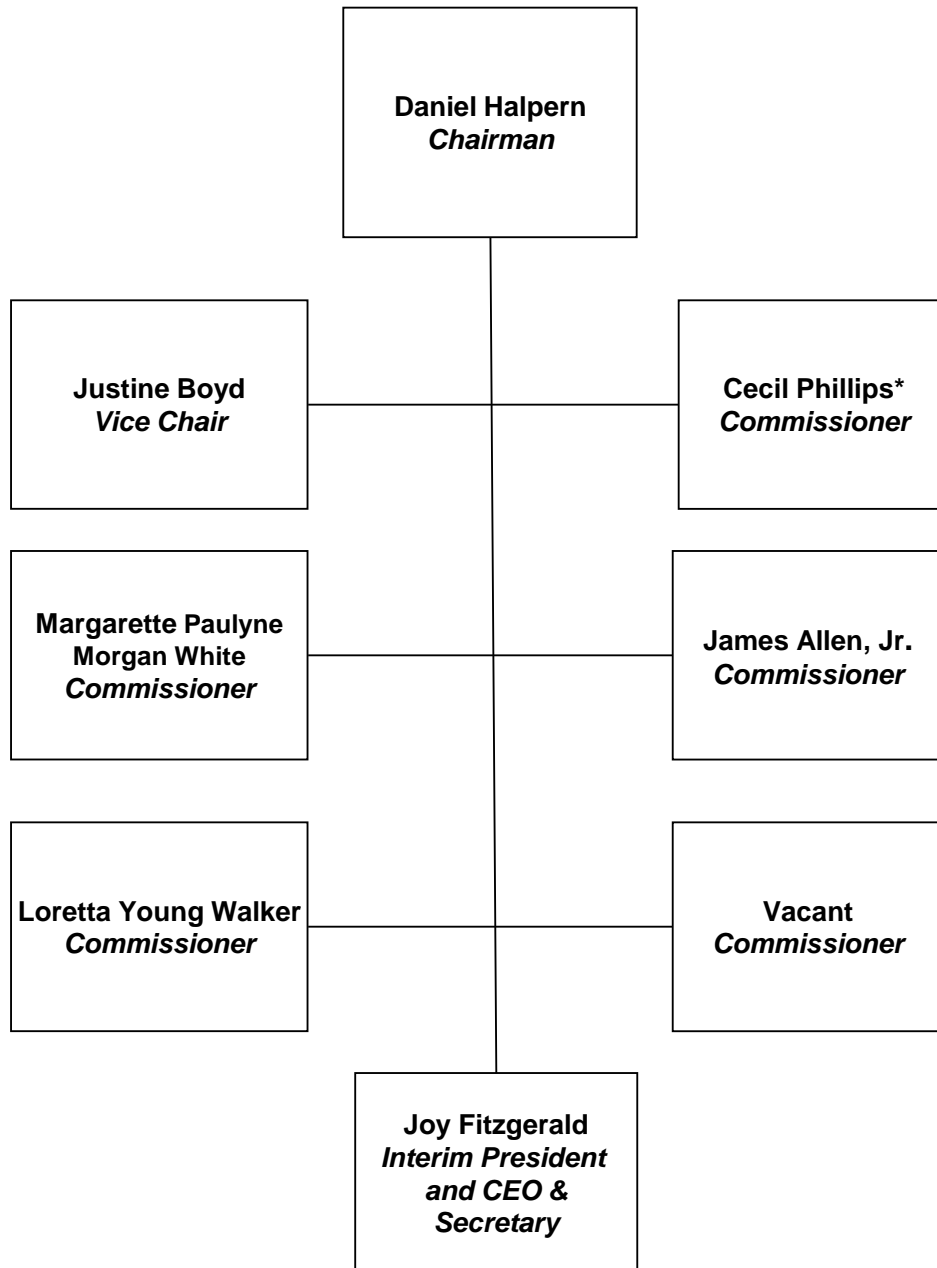 Daniel Halpern
Chairman
Justine Boyd
Vice Chair
Cecil Phillips*
Commissioner
Margarette Paulyne
Morgan White
Commissioner
James Allen, Jr.
Commissioner
Loretta Young Walker
Commissioner
Vacant
Commissioner
Joy Fitzgerald
Interim President
and CEO &
Secretary